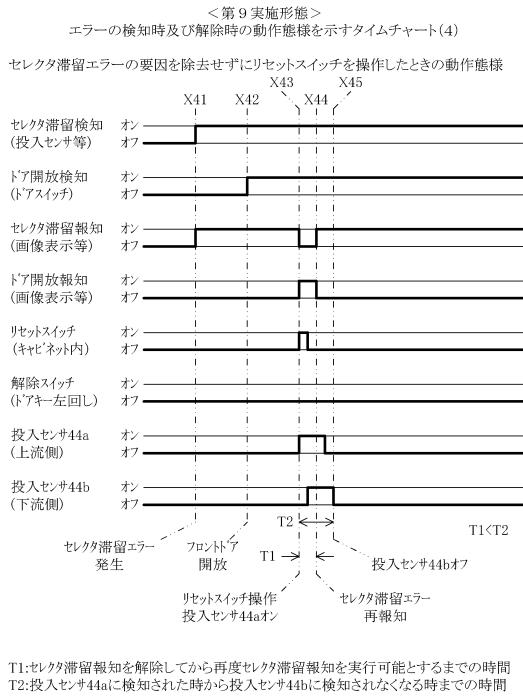 ＜第９実施形態＞
エラーの検知時及び解除時の動作態様を示すタイムチャート(４)
セレクタ滞留エラーの要因を除去せずにリセットスイッチを操作したときの動作態様
X43 X45
X41 X42 X44
セレクタ滞留検知 オン
(投入センサ等) オフ
ドア開放検知 オン
(ドアスイッチ) オフ
セレクタ滞留報知 オン
(画像表示等) オフ
ドア開放報知 オン
(画像表示等) オフ
リセットスイッチ オン
(キャビネット内) オフ
解除スイッチ オン
(ドアキー左回し) オフ
投入センサ44a オン
(上流側) オフ
投入センサ44b オン
(下流側) オフ
T2 T1<T2
セレクタ滞留エラー
発生
フロントドア
開放
T1
投入センサ44bオフ
リセットスイッチ操作
投入センサ44aオン
セレクタ滞留エラー
再報知
T1:セレクタ滞留報知を解除してから再度セレクタ滞留報知を実行可能とするまでの時間
T2:投入センサ44aに検知された時から投入センサ44bに検知されなくなる時までの時間